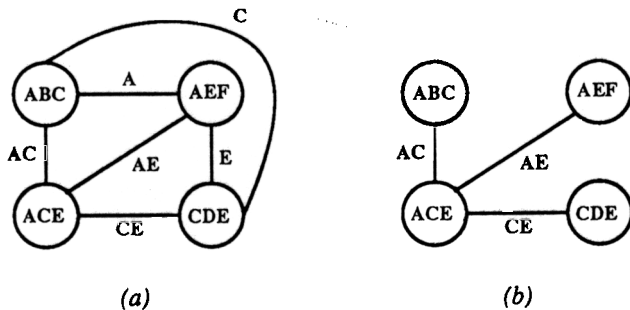 C
ABC A AEF
ABC AEF
AC AE E
AC AE
ACE CE CDE
ACE CE CDE
(a) (b)